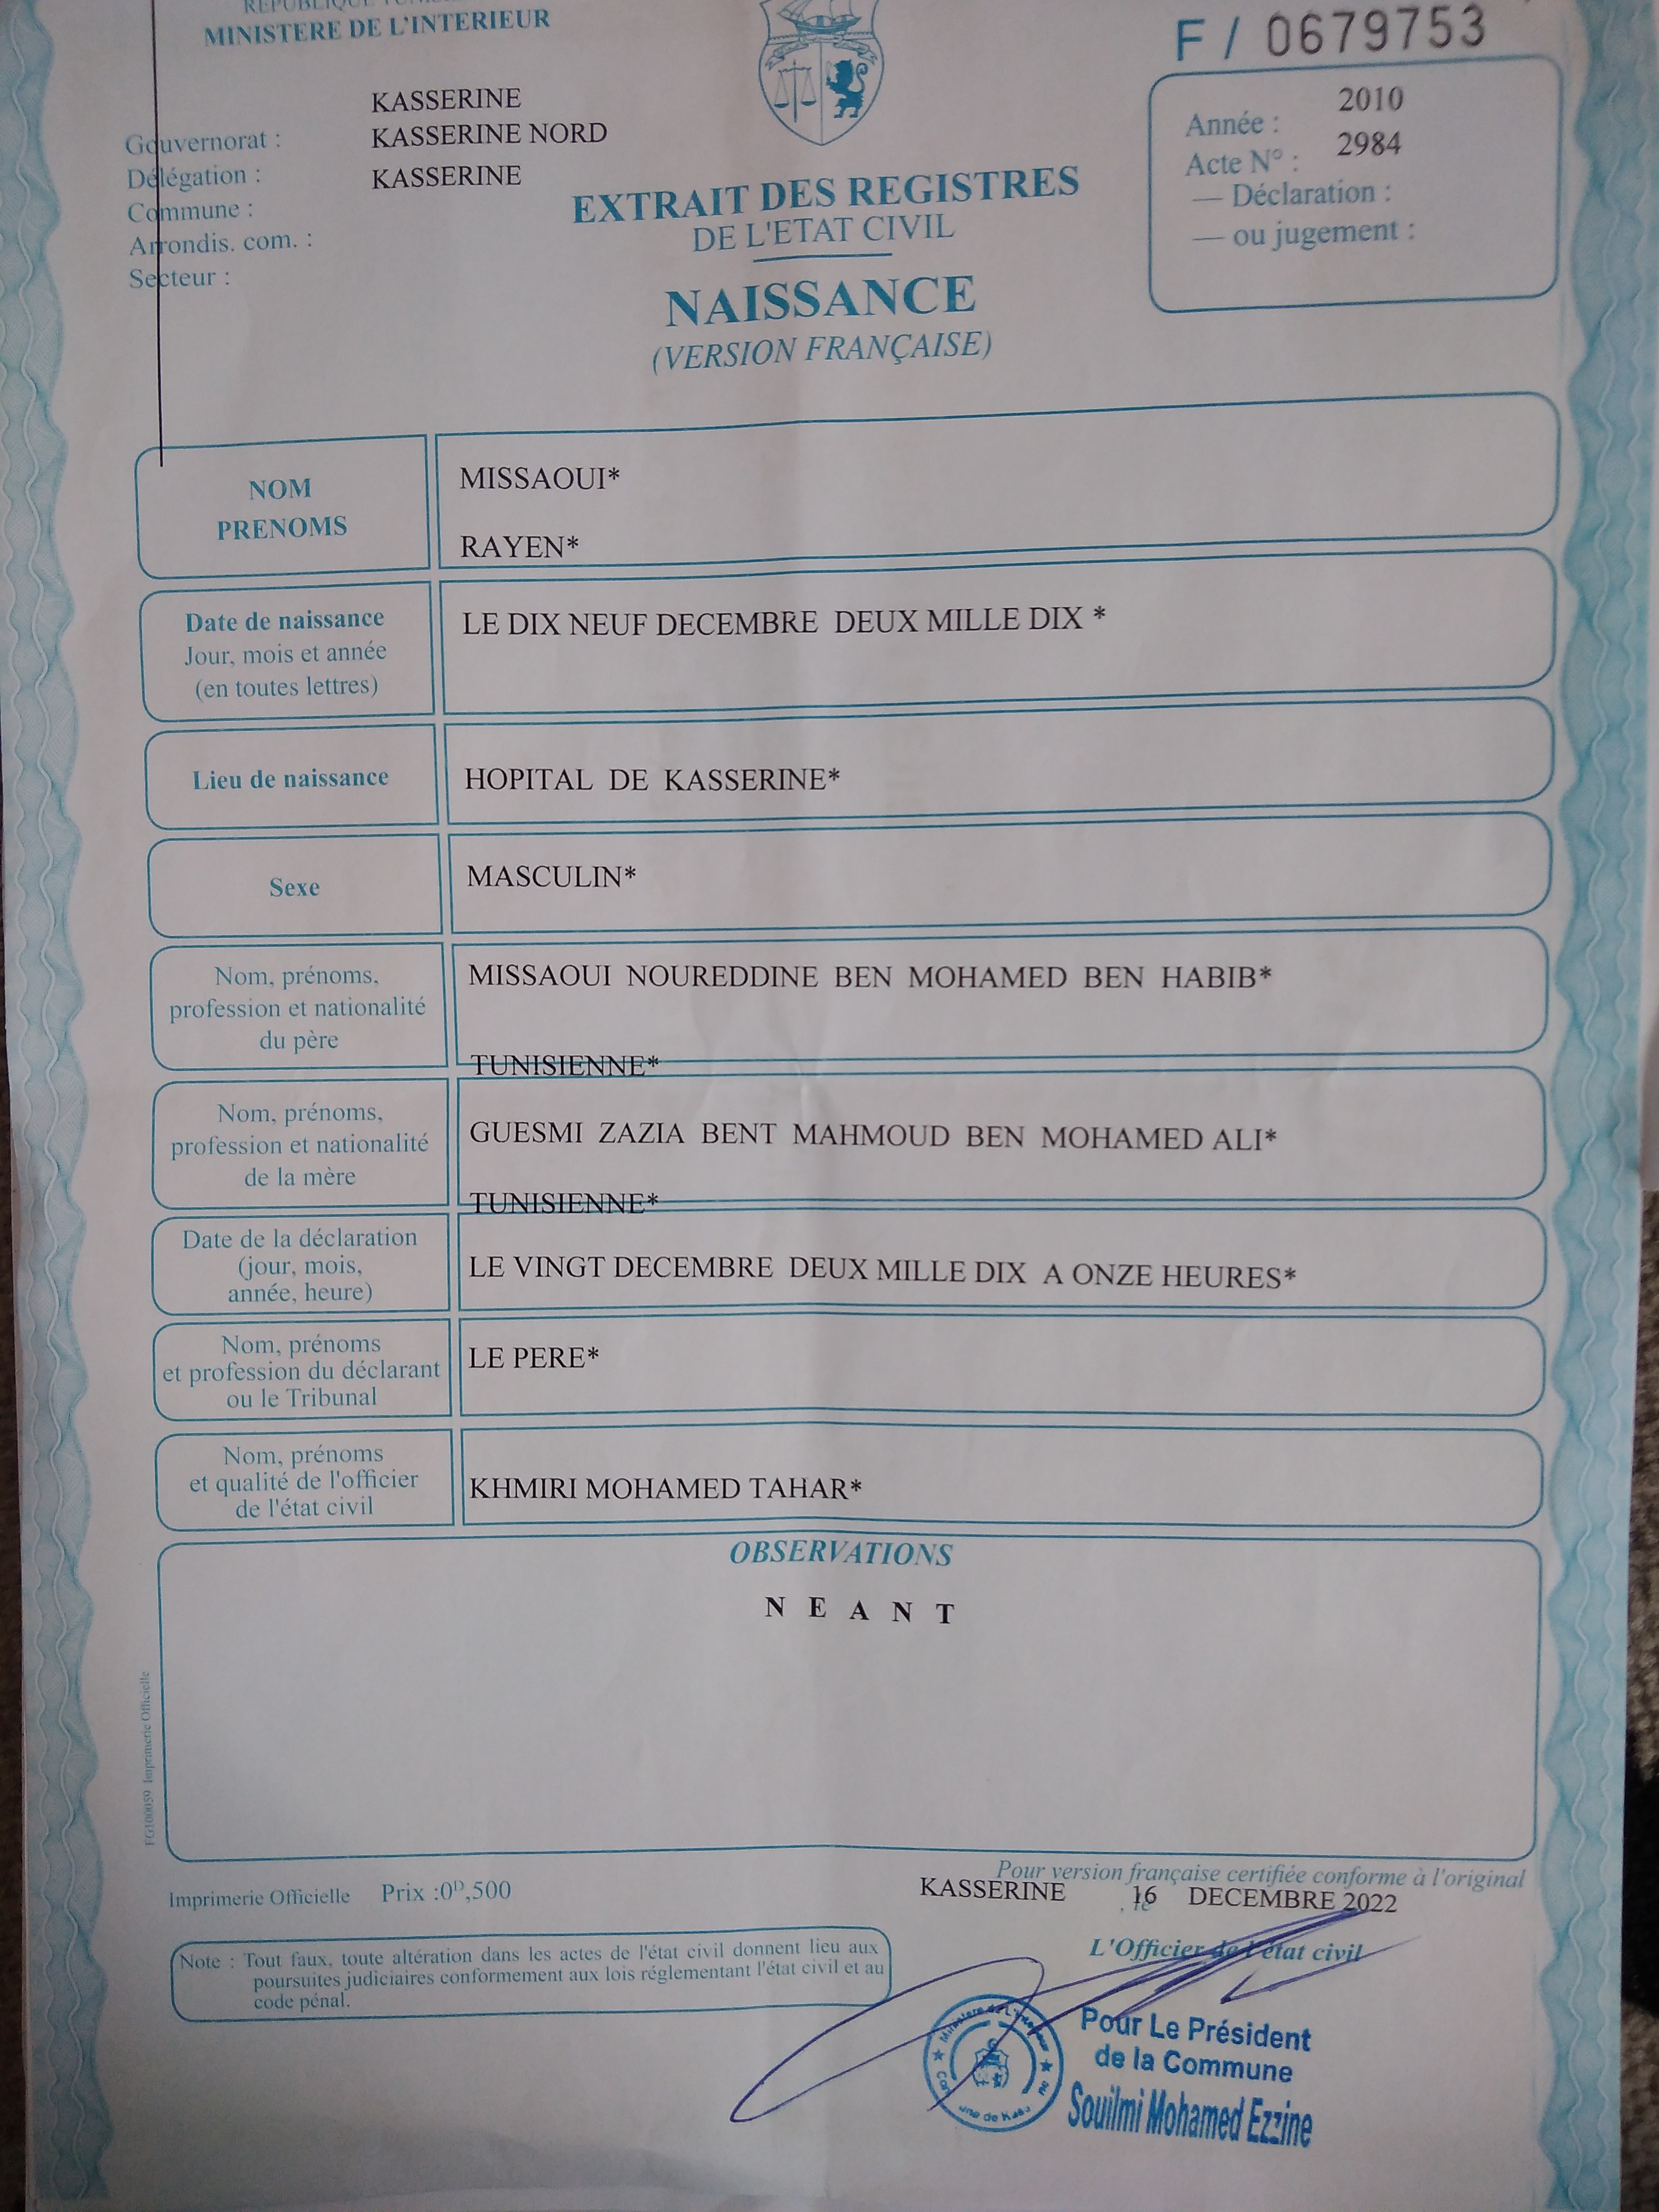 REPUBLIQUE
MINISTERE DE L'INTERIEUR
F / 0679753
KASSERINE
Gouvernorat :
KASSERINE NORD
Délégation :
KASSERINE
Commune :
Arrondis. com. :
Secteur :
Année : 2010
Acte N° : 2984
— Déclaration :
— ou jugement :
EXTRAIT DES REGISTRES
DE L'ETAT CIVIL
NAISSANCE
(VERSION FRANÇAISE)
NOM
PRENOMS
MISSAOUI*
RAYEN*
Date de naissance
Jour, mois et année
(en toutes lettres)
LE DIX NEUF DECEMBRE DEUX MILLE DIX *
Lieu de naissance
HOPITAL DE KASSERINE*
Sexe
MASCULIN*
Nom, prénoms,
profession et nationalité
du père
MISSAOUI NOUREDDINE BEN MOHAMED BEN HABIB*
TUNISIENNE*
Nom, prénoms,
profession et nationalité
de la mère
GUESMI ZAZIA BENT MAHMOUD BEN MOHAMED ALI*
TUNISIENNE*
Date de la déclaration
(jour, mois,
année, heure)
LE VINGT DECEMBRE DEUX MILLE DIX A ONZE HEURES*
Nom, prénoms
et profession du déclarant
ou le Tribunal
LE PERE*
Nom, prénoms
et qualité de l'officier
de l'état civil
KHMIRI MOHAMED TAHAR*
OBSERVATIONS
N E A N T
FG100059 Imprimerie Officielle
Imprimerie Officielle Prix :0D,500
Pour version française certifiée conforme à l'original
KASSERINE , le 16 DECEMBRE 2022
Note : Tout faux, toute altération dans les actes de l'état civil donnent lieu aux
poursuites judiciaires conformement aux lois réglementant l'état civil et au
code pénal.
L'Officier de l'état civil
Pour Le Président
de la Commune
Souilmi Mohamed Ezzine